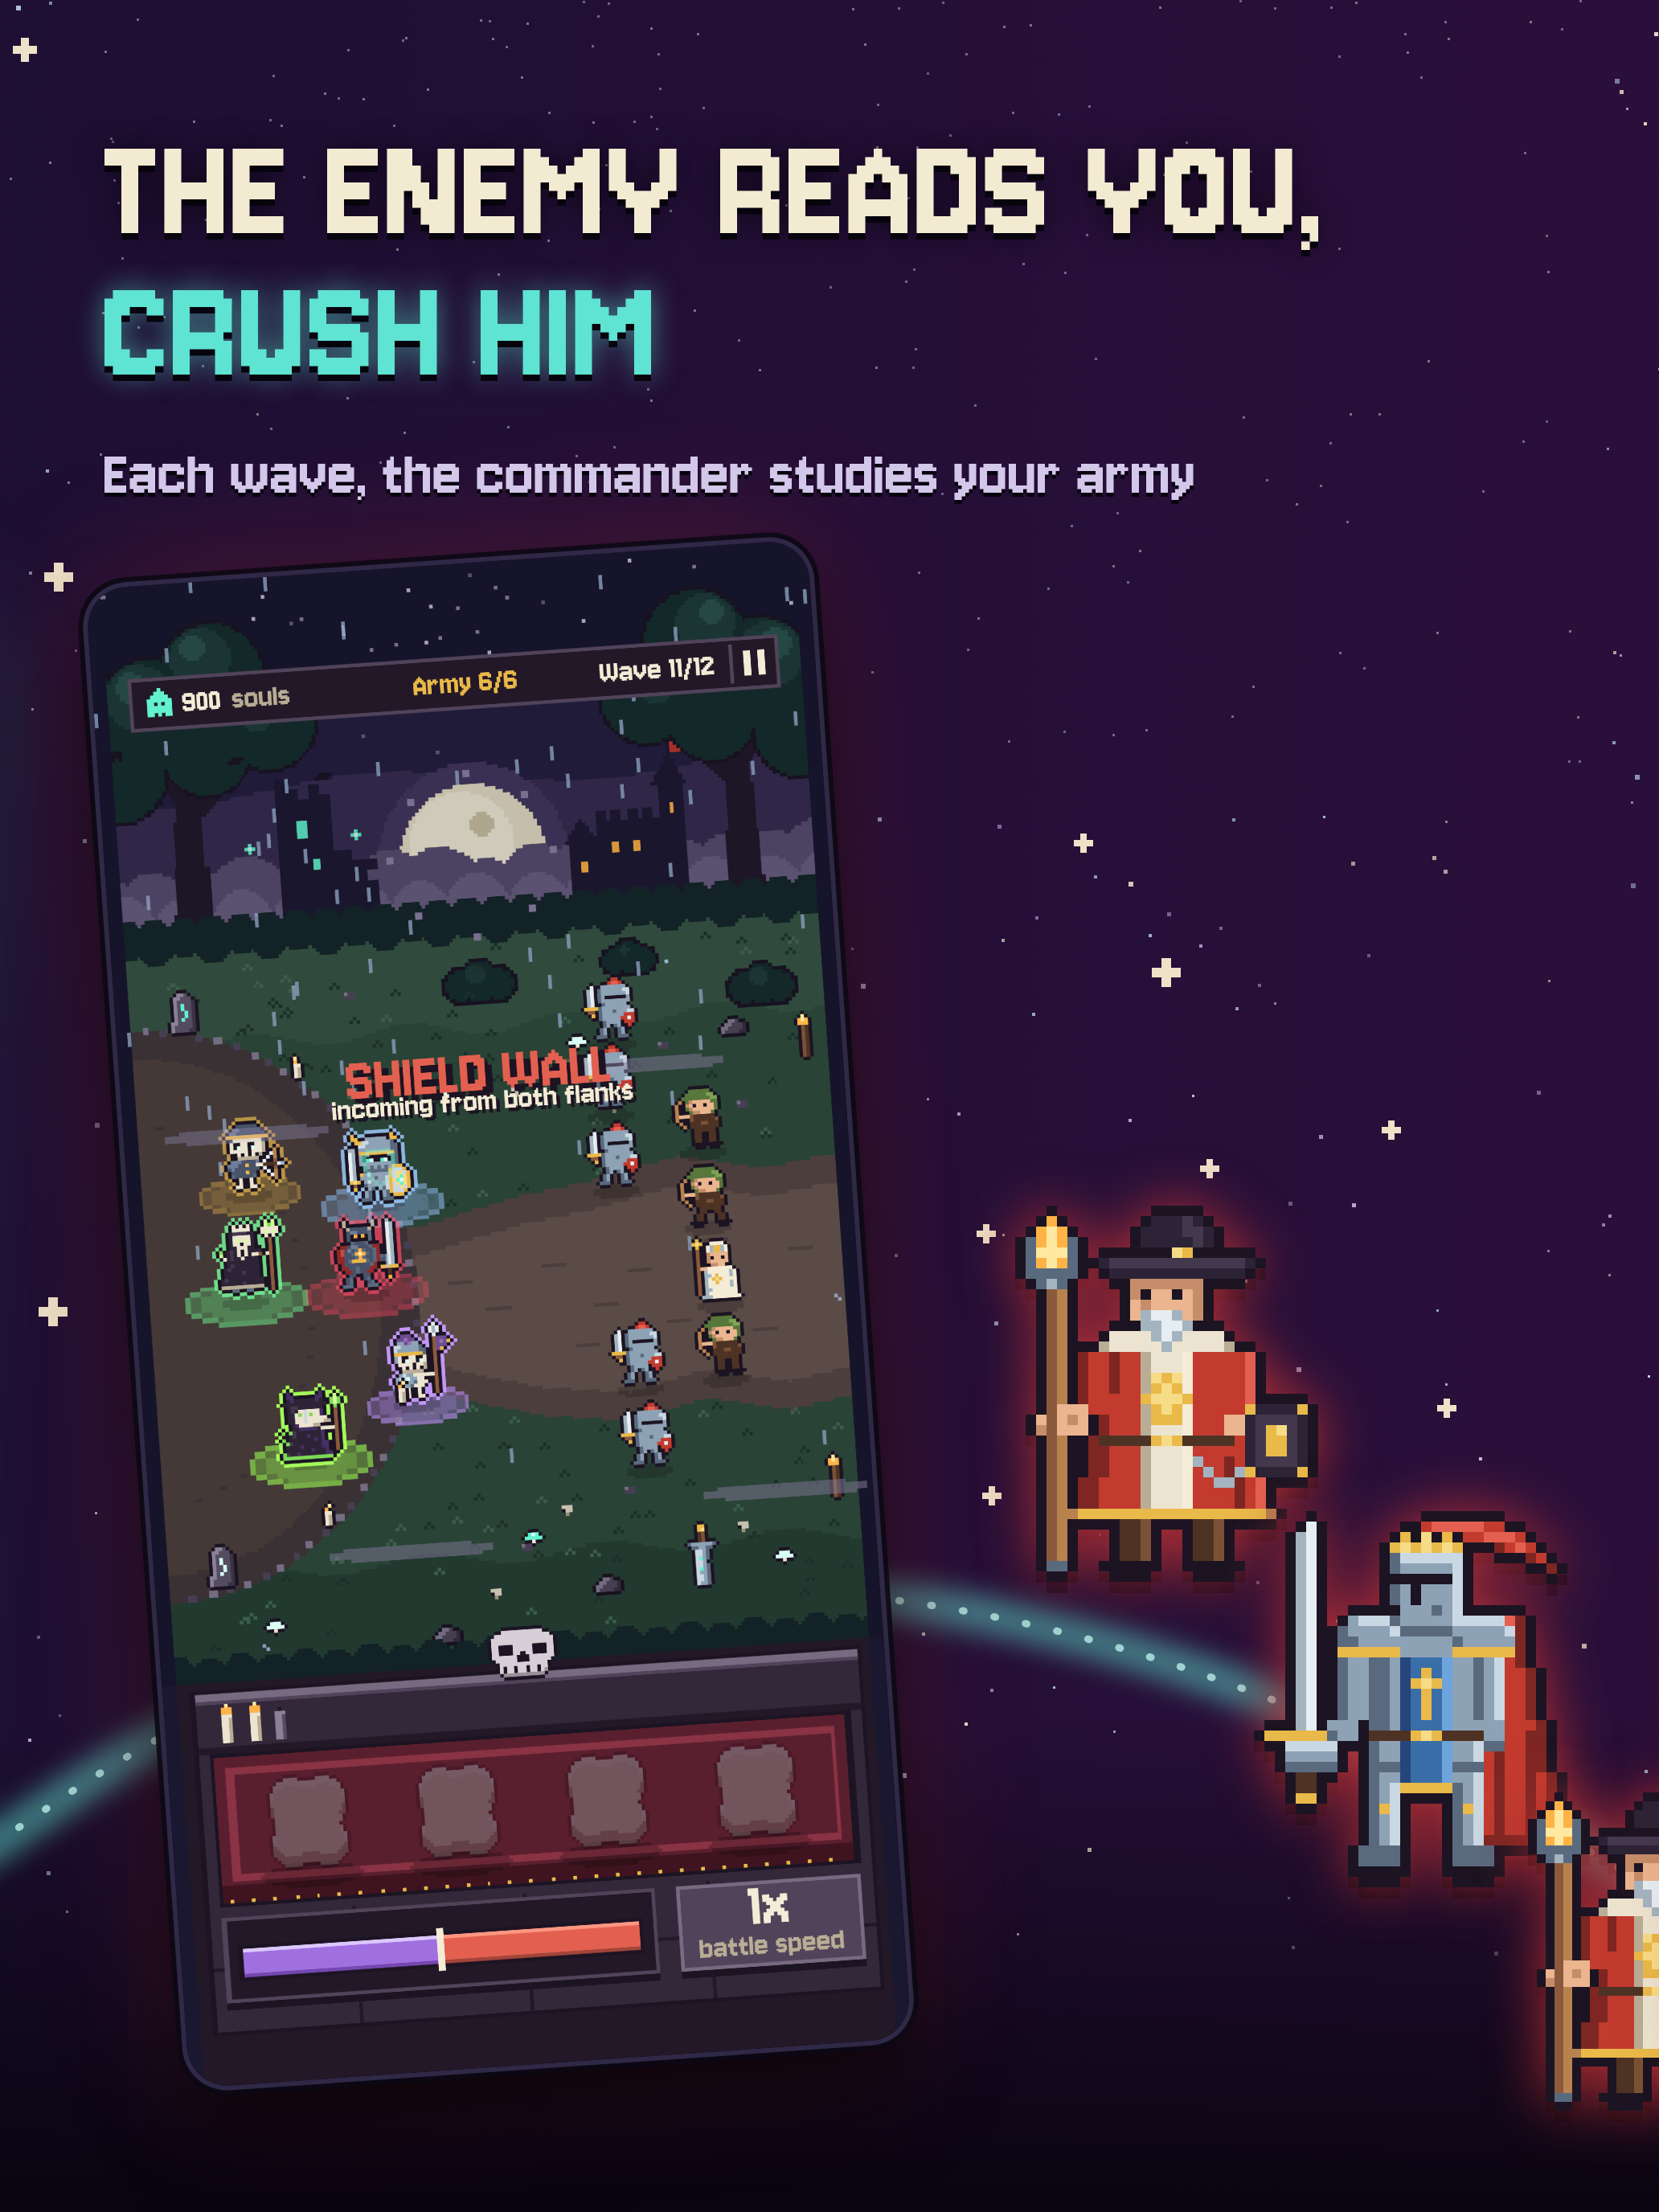 THE ENEMY READS YOU,
CRUSH HIM
Each wave, the commander studies your army
900 souls
Army 6/6
Wave 11/12
SHIELD WALL
incoming from both flanks
1x
battle speed